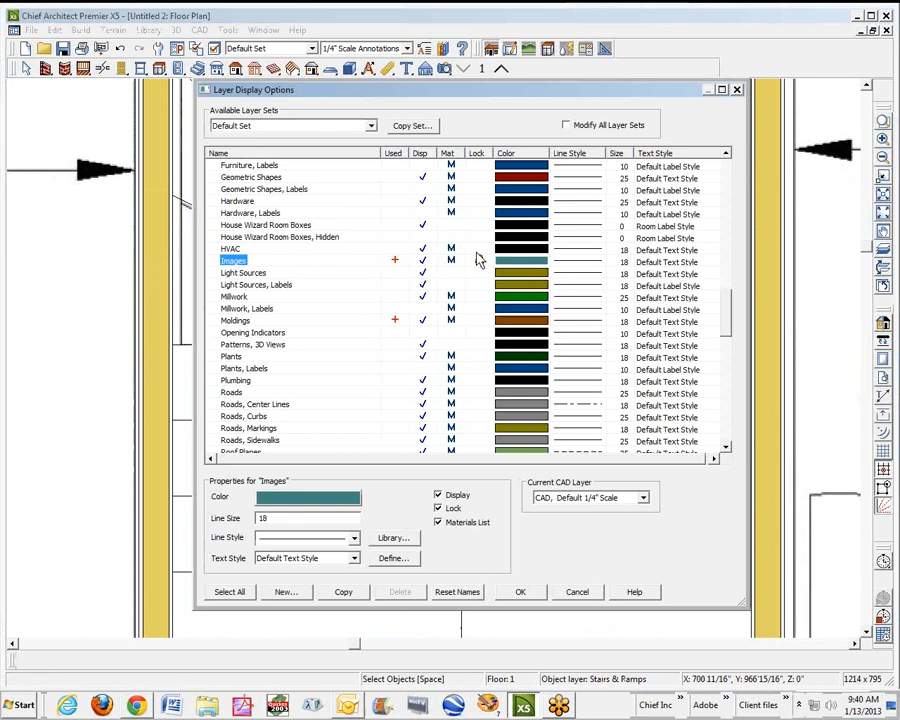 Chief Architect Premier X5 - [Untitled 2: Floor Plan]
File Edit Build Terrain Library 3D CAD Tools Window Help
Default Set 1/4" Scale Annotations
1
Layer Display Options
Available Layer Sets
Default Set Copy Set... Modify All Layer Sets
Name Used Disp Mat Lock Color Line Style Size Text Style
Furniture, Labels M 10 Default Label Style
Geometric Shapes M 25 Default Text Style
Geometric Shapes, Labels M 10 Default Label Style
Hardware M 25 Default Text Style
Hardware, Labels M 10 Default Label Style
House Wizard Room Boxes 0 Room Label Style
House Wizard Room Boxes, Hidden 0 Room Label Style
HVAC M 18 Default Text Style
Images + M 18 Default Text Style
Light Sources 18 Default Text Style
Light Sources, Labels 18 Default Label Style
Millwork M 25 Default Text Style
Millwork, Labels M 10 Default Label Style
Moldings + M 18 Default Text Style
Opening Indicators 10 Default Text Style
Patterns, 3D Views 18 Default Text Style
Plants M 18 Default Text Style
Plants, Labels M 10 Default Label Style
Plumbing 18 Default Text Style
Roads M 25 Default Text Style
Roads, Center Lines M 18 Default Text Style
Roads, Curbs M 25 Default Text Style
Roads, Markings M 18 Default Text Style
Roads, Sidewalks M 25 Default Text Style
Roof Planes
Properties for "Images"
Color
Line Size 18
Line Style Library...
Text Style Default Text Style Define...
Display
Lock
Materials List
Current CAD Layer
CAD, Default 1/4" Scale
Select All New... Copy Delete Reset Names OK Cancel Help
Select Objects [Space] Floor: 1 Object layer: Stairs & Ramps X: 700 11/16", Y: 966'15/16", Z: 0" 1214 x 795
Start X5 Chief Inc » Adobe » Client files » 9:40 AM
1/13/2013